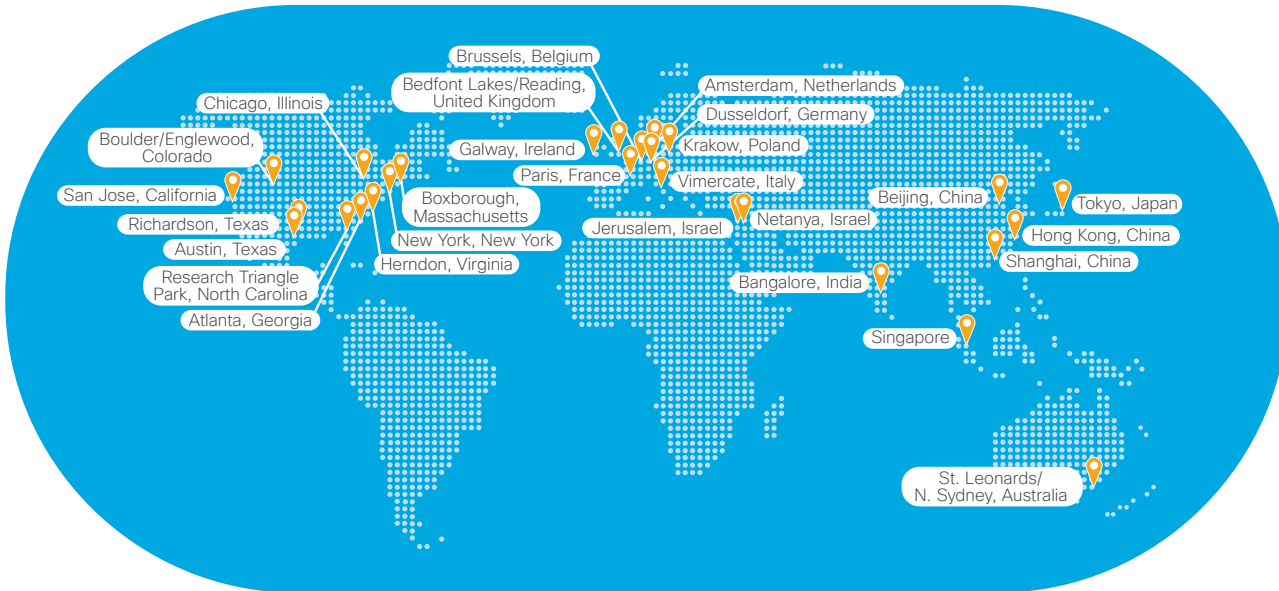 Brussels, Belgium
Bedfont Lakes/Reading,
United Kingdom
Amsterdam, Netherlands
Chicago, Illinois
Dusseldorf, Germany
Boulder/Englewood,
Colorado
Galway, Ireland
Krakow, Poland
Paris, France
Vimercate, Italy
San Jose, California
Beijing, China
Tokyo, Japan
Boxborough,
Massachusetts
Richardson, Texas
Jerusalem, Israel
Netanya, Israel
Hong Kong, China
Austin, Texas
New York, New York
Shanghai, China
Herndon, Virginia
Research Triangle
Park, North Carolina
Bangalore, India
Atlanta, Georgia
Singapore
St. Leonards/
N. Sydney, Australia